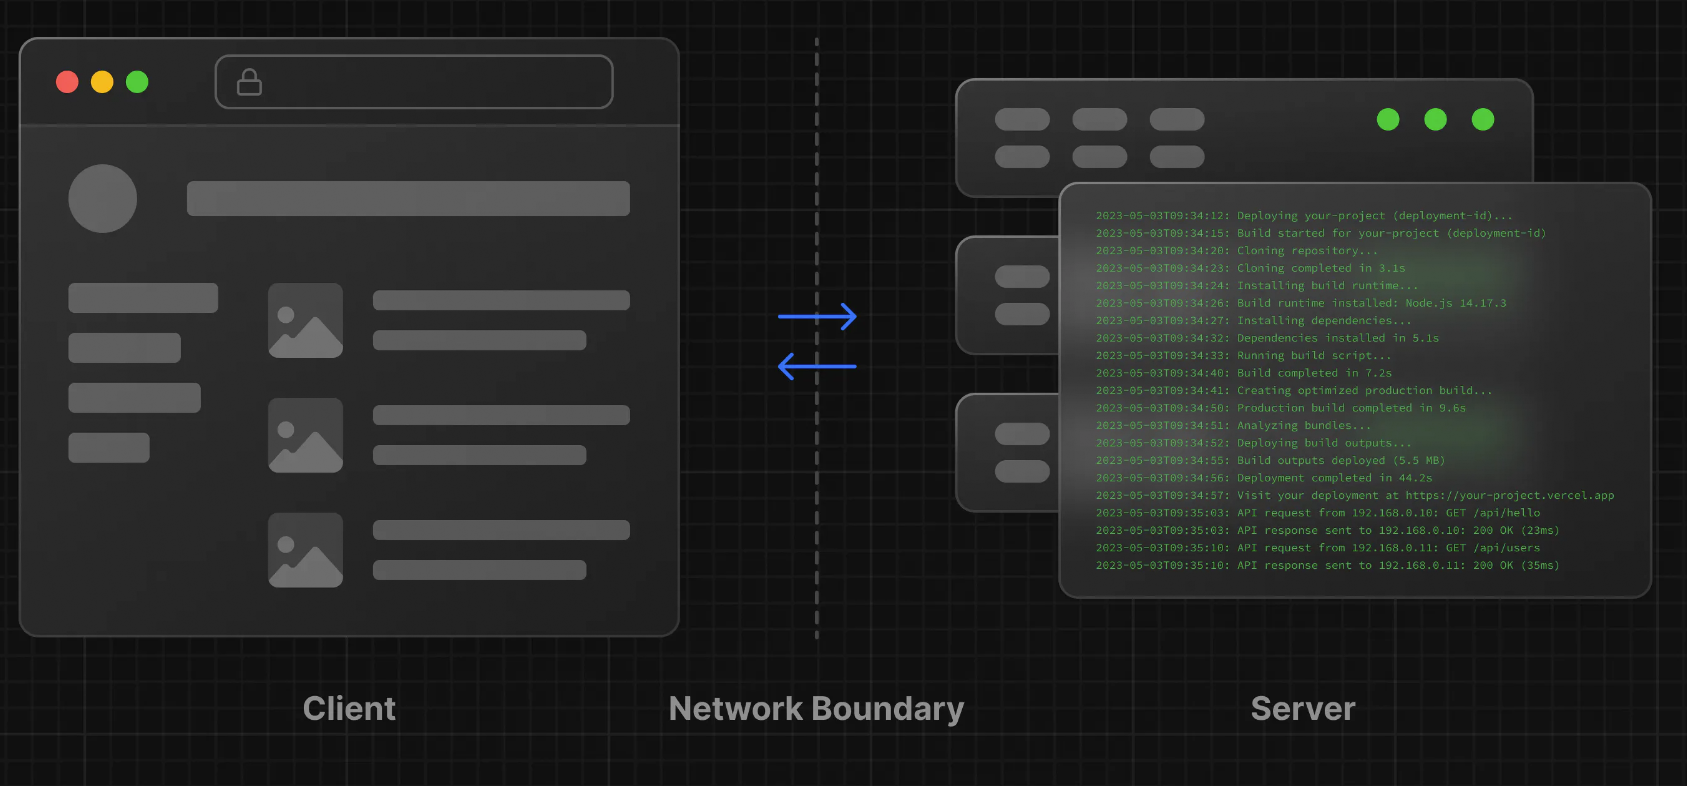 2023-05-03T09:34:12: Deploying your-project (deployment-id)...
2023-05-03T09:34:15: Build started for your-project (deployment-id)
2023-05-03T09:34:20: Cloning repository...
2023-05-03T09:34:23: Cloning completed in 3.1s
2023-05-03T09:34:24: Installing build runtime...
2023-05-03T09:34:26: Build runtime installed: Node.js 14.17.3
2023-05-03T09:34:27: Installing dependencies...
2023-05-03T09:34:32: Dependencies installed in 5.1s
2023-05-03T09:34:33: Running build script...
2023-05-03T09:34:40: Build completed in 7.2s
2023-05-03T09:34:41: Creating optimized production build...
2023-05-03T09:34:50: Production build completed in 9.6s
2023-05-03T09:34:51: Analyzing bundles...
2023-05-03T09:34:52: Deploying build outputs...
2023-05-03T09:34:55: Build outputs deployed (5.5 MB)
2023-05-03T09:34:56: Deployment completed in 44.2s
2023-05-03T09:34:57: Visit your deployment at https://your-project.vercel.app
2023-05-03T09:35:03: API request from 192.168.0.10: GET /api/hello
2023-05-03T09:35:03: API response sent to 192.168.0.10: 200 OK (23ms)
2023-05-03T09:35:10: API request from 192.168.0.11: GET /api/users
2023-05-03T09:35:10: API response sent to 192.168.0.11: 200 OK (35ms)
Client
Network Boundary
Server